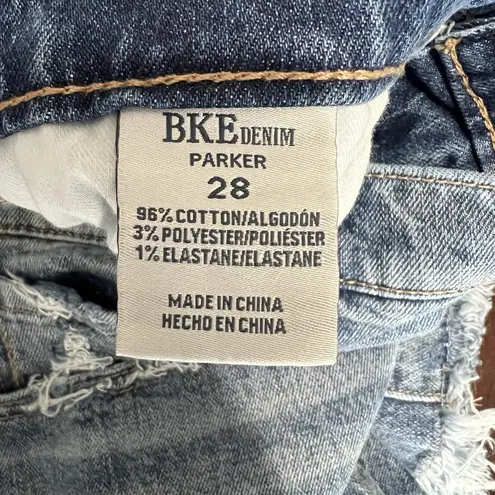 BKE DENIM
PARKER
28
96% COTTON/ALGODÓN
3% POLYESTER/POLIÉSTER
1% ELASTANE/ELASTANE
MADE IN CHINA
HECHO EN CHINA